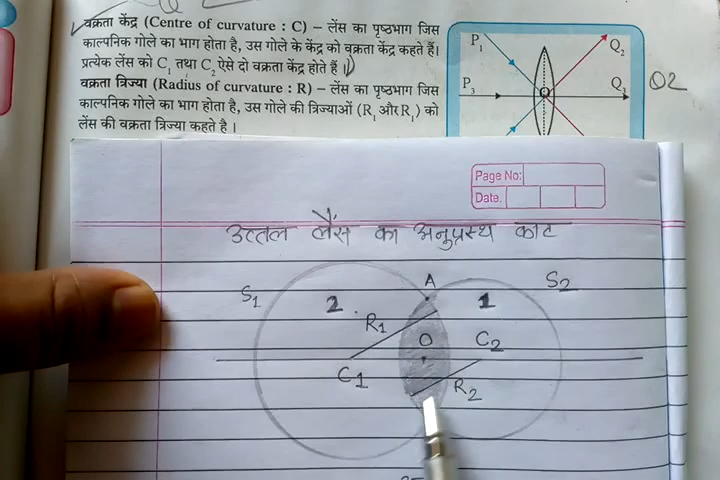 वक्रता केंद्र (Centre of curvature : C) – लेंस का पृष्ठभाग जिस
काल्पनिक गोले का भाग होता है, उस गोले के केंद्र को वक्रता केंद्र कहते हैं।
प्रत्येक लेंस को C₁ तथा C₂ ऐसे दो वक्रता केंद्र होते हैं।
वक्रता त्रिज्या (Radius of curvature : R) – लेंस का पृष्ठभाग जिस
काल्पनिक गोले का भाग होता है, उस गोले की त्रिज्याओं (R₁ और R₁) को
लेंस की वक्रता त्रिज्या कहते है।
P₁ Q₂
P₃ O Q₃ O2
Page No:
Date.
उत्तल लैंस का अनुप्रस्थ काट
S₁ 2. A 1 S₂
R₁ O C₂
C₁ R₂